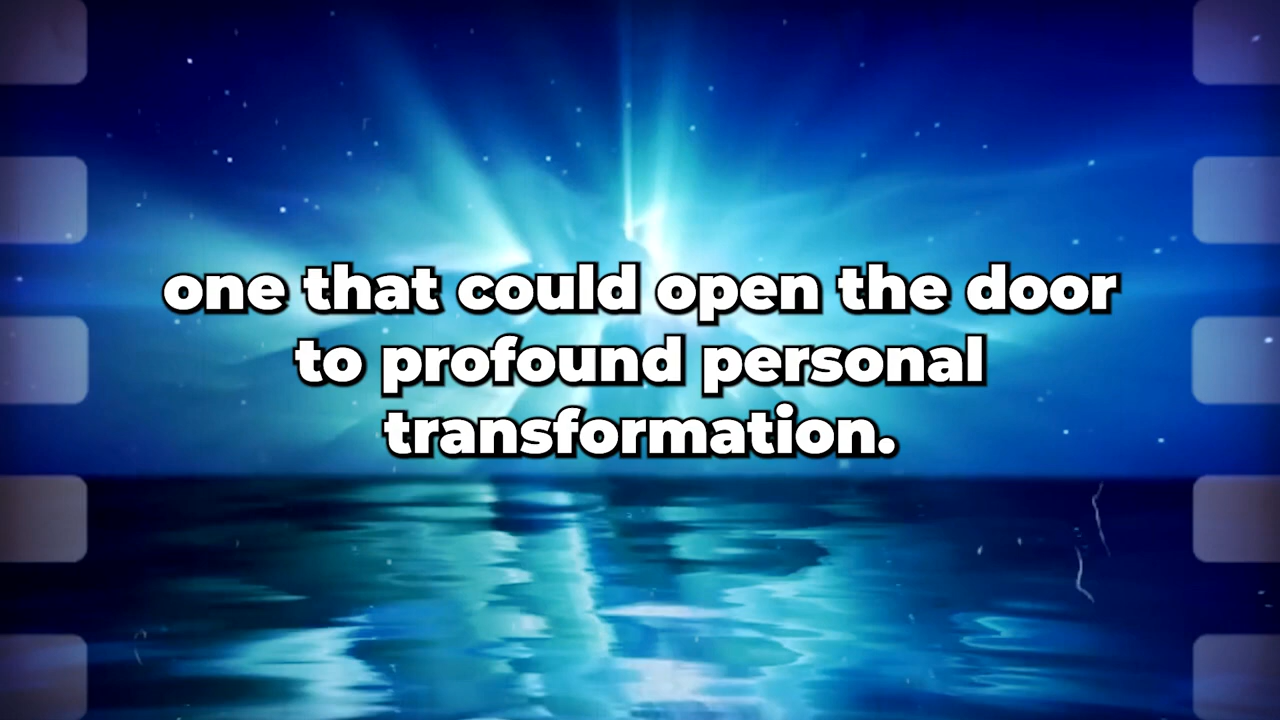 one that could open the door
to profound personal
transformation.